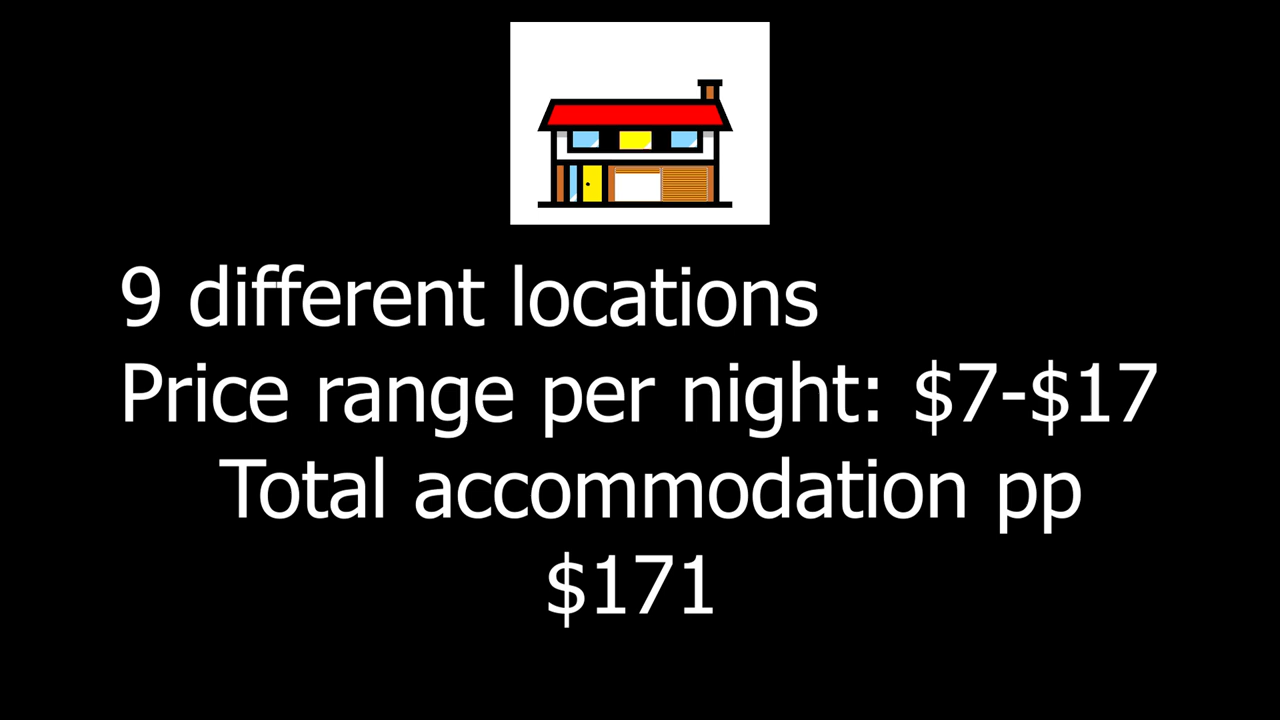 9 different locations
Price range per night: $7-$17
Total accommodation pp
$171